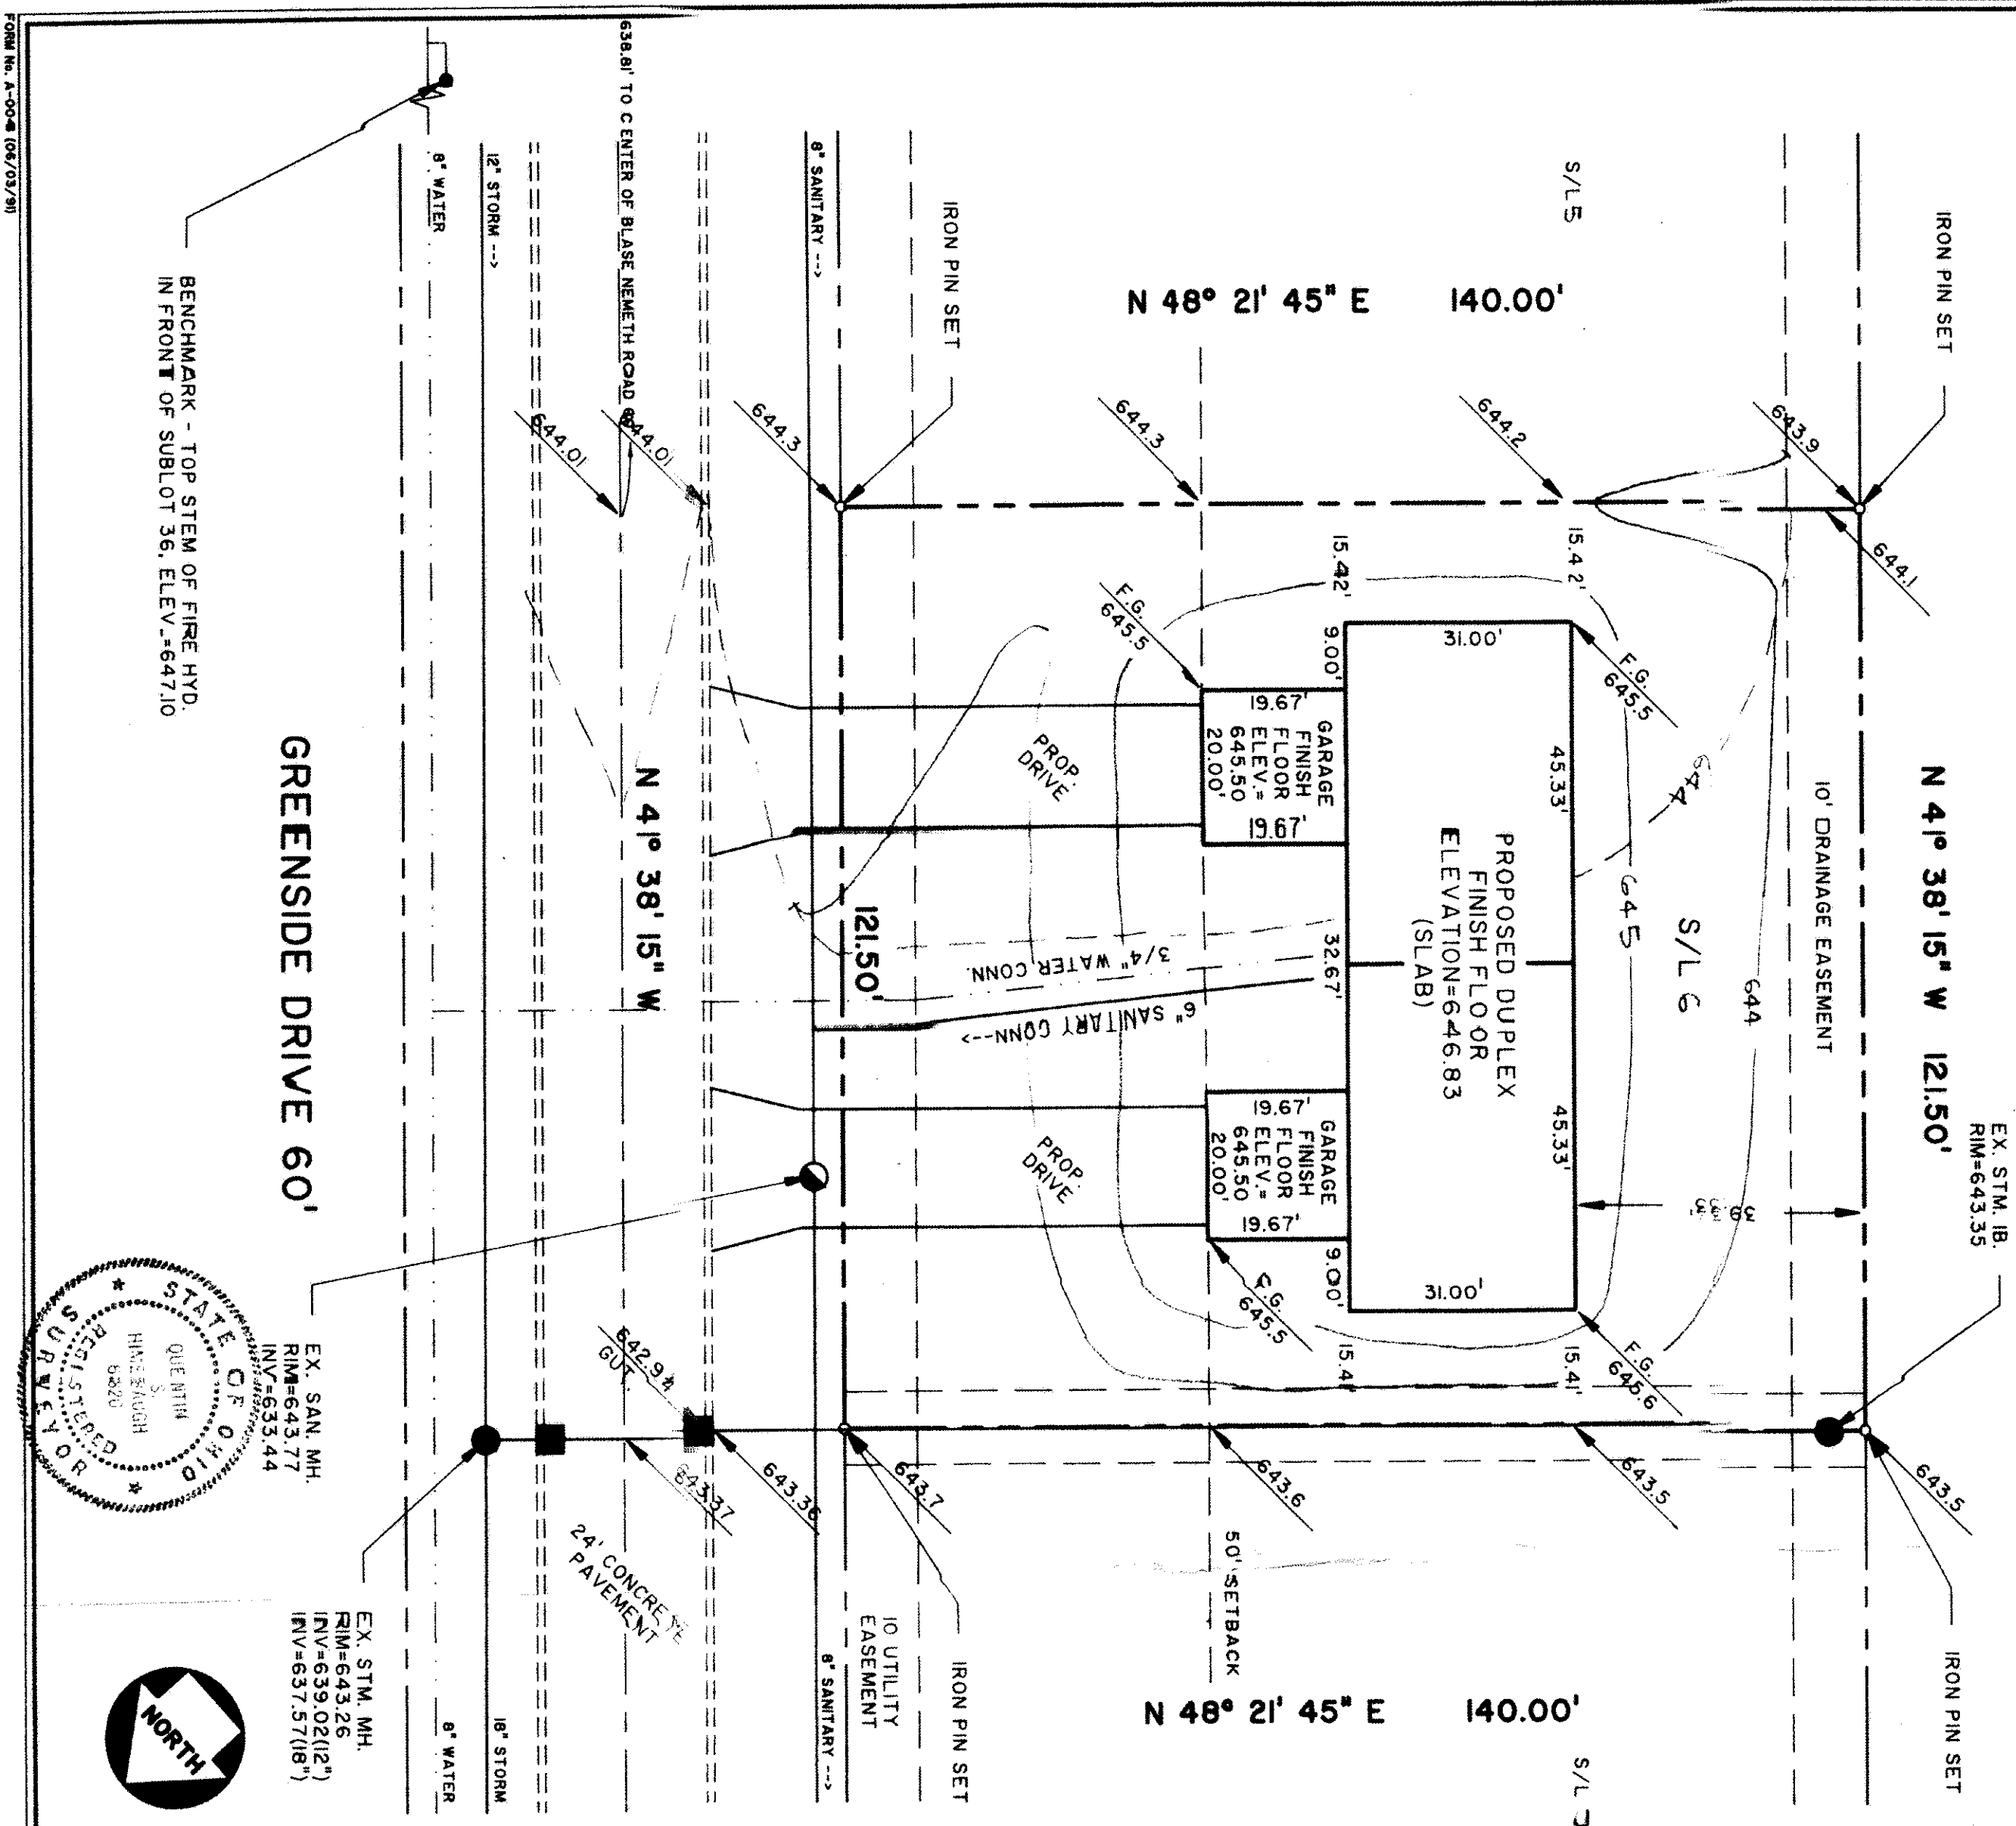 FORM No. A-004 (06/03/91)
BENCHMARK - TOP STEM OF FIRE HYD.
IN FRONT OF SUBLOT 36, ELEV.=647.10
8" WATER
12" STORM -->
638.81' TO CENTER OF BLASE NEMETH ROAD 60'
8" SANITARY -->
IRON PIN SET
N 48° 21' 45" E 140.00'
S/L 5
IRON PIN SET
644.01
644.01
644.3
644.3
644.2
643.9
644.1
15.42'
15.42'
F.G.
645.5
F.G.
645.5
9.00'
31.00'
19.67'
GARAGE
FINISH
FLOOR
ELEV.=
645.50
20.00'
19.67'
PROP.
DRIVE
45.33'
644
645
S/L 6
644
10' DRAINAGE EASEMENT
N 41° 38' 15" W 121.50'
PROPOSED DUPLEX
FINISH FLOOR
ELEVATION=646.83
(SLAB)
32.67'
3/4" WATER CONN.
6" SANITARY CONN-->
121.50'
N 41° 38' 15" W
GREENSIDE DRIVE 60'
45.33'
39.33'
EX. STM. IB.
RIM=643.35
PROP.
DRIVE
19.67'
GARAGE
FINISH
FLOOR
ELEV.=
645.50
20.00'
19.67'
9.00'
31.00'
F.G.
645.5
F.G.
645.6
15.41'
15.41'
642.94
GUT.
643.37
643.36
643.7
643.6
643.5
643.5
EX. SAN. MH.
RIM=643.77
INV=633.44
STATE OF OHIO
QUENTIN
S.
REGISTERED
SURVEYOR
24' CONCRETE
PAVEMENT
50' SETBACK
10 UTILITY
EASEMENT
IRON PIN SET
IRON PIN SET
EX. STM. MH.
RIM=643.26
INV=639.02(12")
INV=637.57(18")
8" WATER
18" STORM
8" SANITARY -->
N 48° 21' 45" E 140.00'
S/L
NORTH